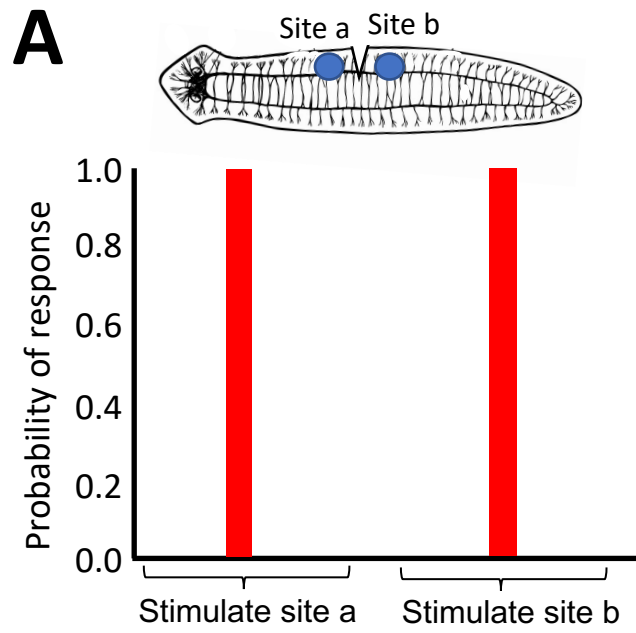 A
Site a Site b
Probability of response
1.0
0.8
0.6
0.4
0.2
0.0
Stimulate site a Stimulate site b